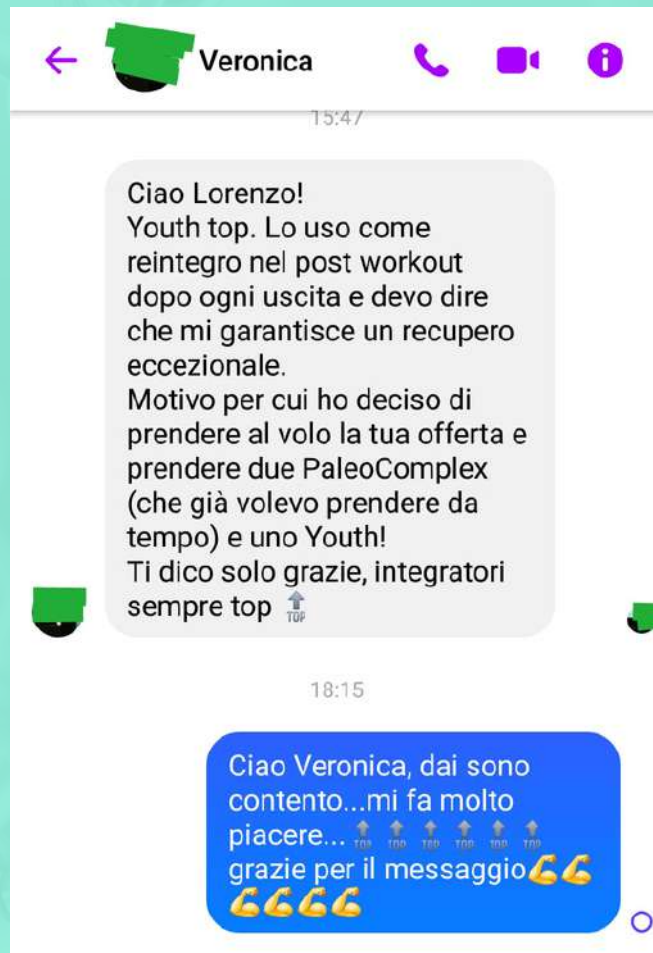 Veronica
15:47
Ciao Lorenzo!
Youth top. Lo uso come
reintegro nel post workout
dopo ogni uscita e devo dire
che mi garantisce un recupero
eccezionale.
Motivo per cui ho deciso di
prendere al volo la tua offerta e
prendere due PaleoComplex
(che già volevo prendere da
tempo) e uno Youth!
Ti dico solo grazie, integratori
sempre top 🔝
18:15
Ciao Veronica, dai sono
contento...mi fa molto
piacere... 🔝 🔝 🔝 🔝 🔝 🔝
grazie per il messaggio💪💪
💪💪💪💪